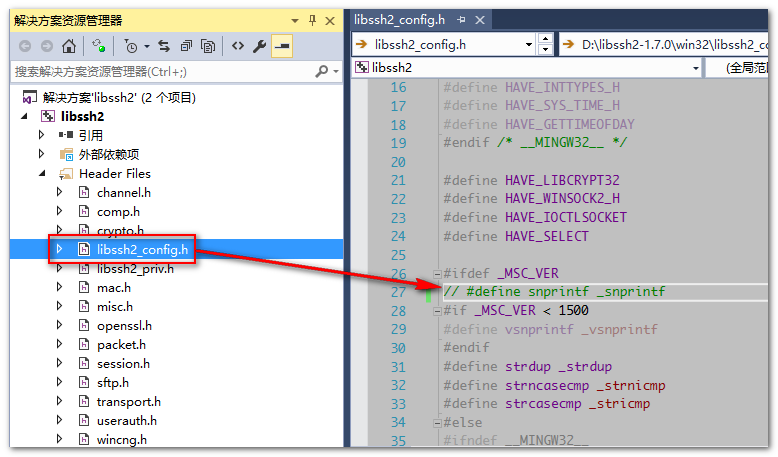 解决方案资源管理器
搜索解决方案资源管理器(Ctrl+;)
解决方案'libssh2' (2 个项目)
libssh2
引用
外部依赖项
Header Files
channel.h
comp.h
crypto.h
libssh2_config.h
libssh2_priv.h
mac.h
misc.h
openssl.h
packet.h
session.h
sftp.h
transport.h
userauth.h
wincng.h
libssh2_config.h
libssh2_config.h
D:\libssh2-1.7.0\win32\libssh2_co
libssh2
(全局范围
16 #define HAVE_INTTYPES_H
17 #define HAVE_SYS_TIME_H
18 #define HAVE_GETTIMEOFDAY
19 #endif /* __MINGW32__ */
20
21 #define HAVE_LIBCRYPT32
22 #define HAVE_WINSOCK2_H
23 #define HAVE_IOCTLSOCKET
24 #define HAVE_SELECT
25
26 #ifdef _MSC_VER
27 // #define snprintf _snprintf
28 #if _MSC_VER < 1500
29 #define vsnprintf _vsnprintf
30 #endif
31 #define strdup _strdup
32 #define strncasecmp _strnicmp
33 #define strcasecmp _stricmp
34 #else
35 #ifndef __MINGW32__